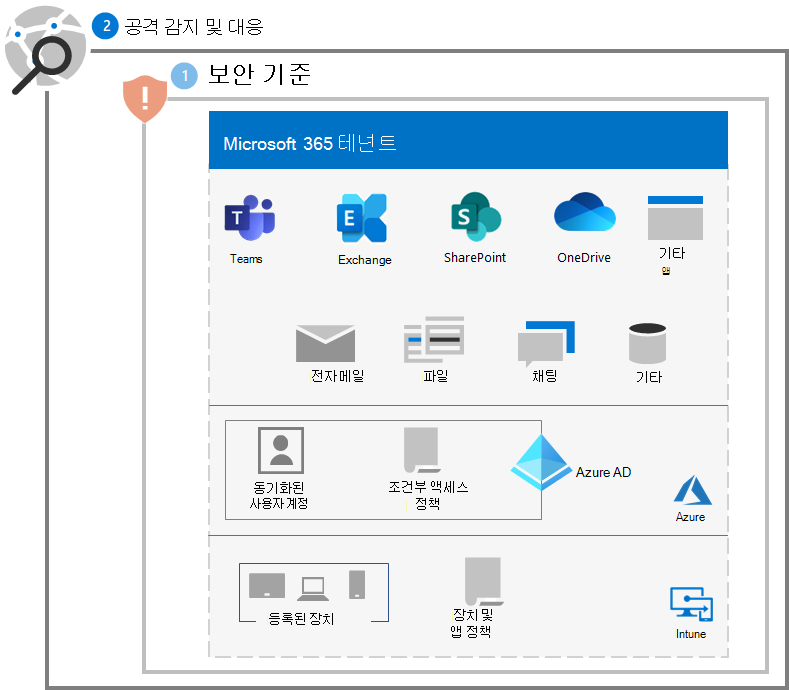 2 공격 감지 및 대응
1 보안 기준
Microsoft 365 테넌트
T
E
S
Teams
Exchange
SharePoint
OneDrive
기타
앱
전자메일
파일
채팅
기타
동기화된
사용자계정
조건부 액세스
정책
Azure AD
Azure
등록된 장치
장치 및
앱 정책
Intune